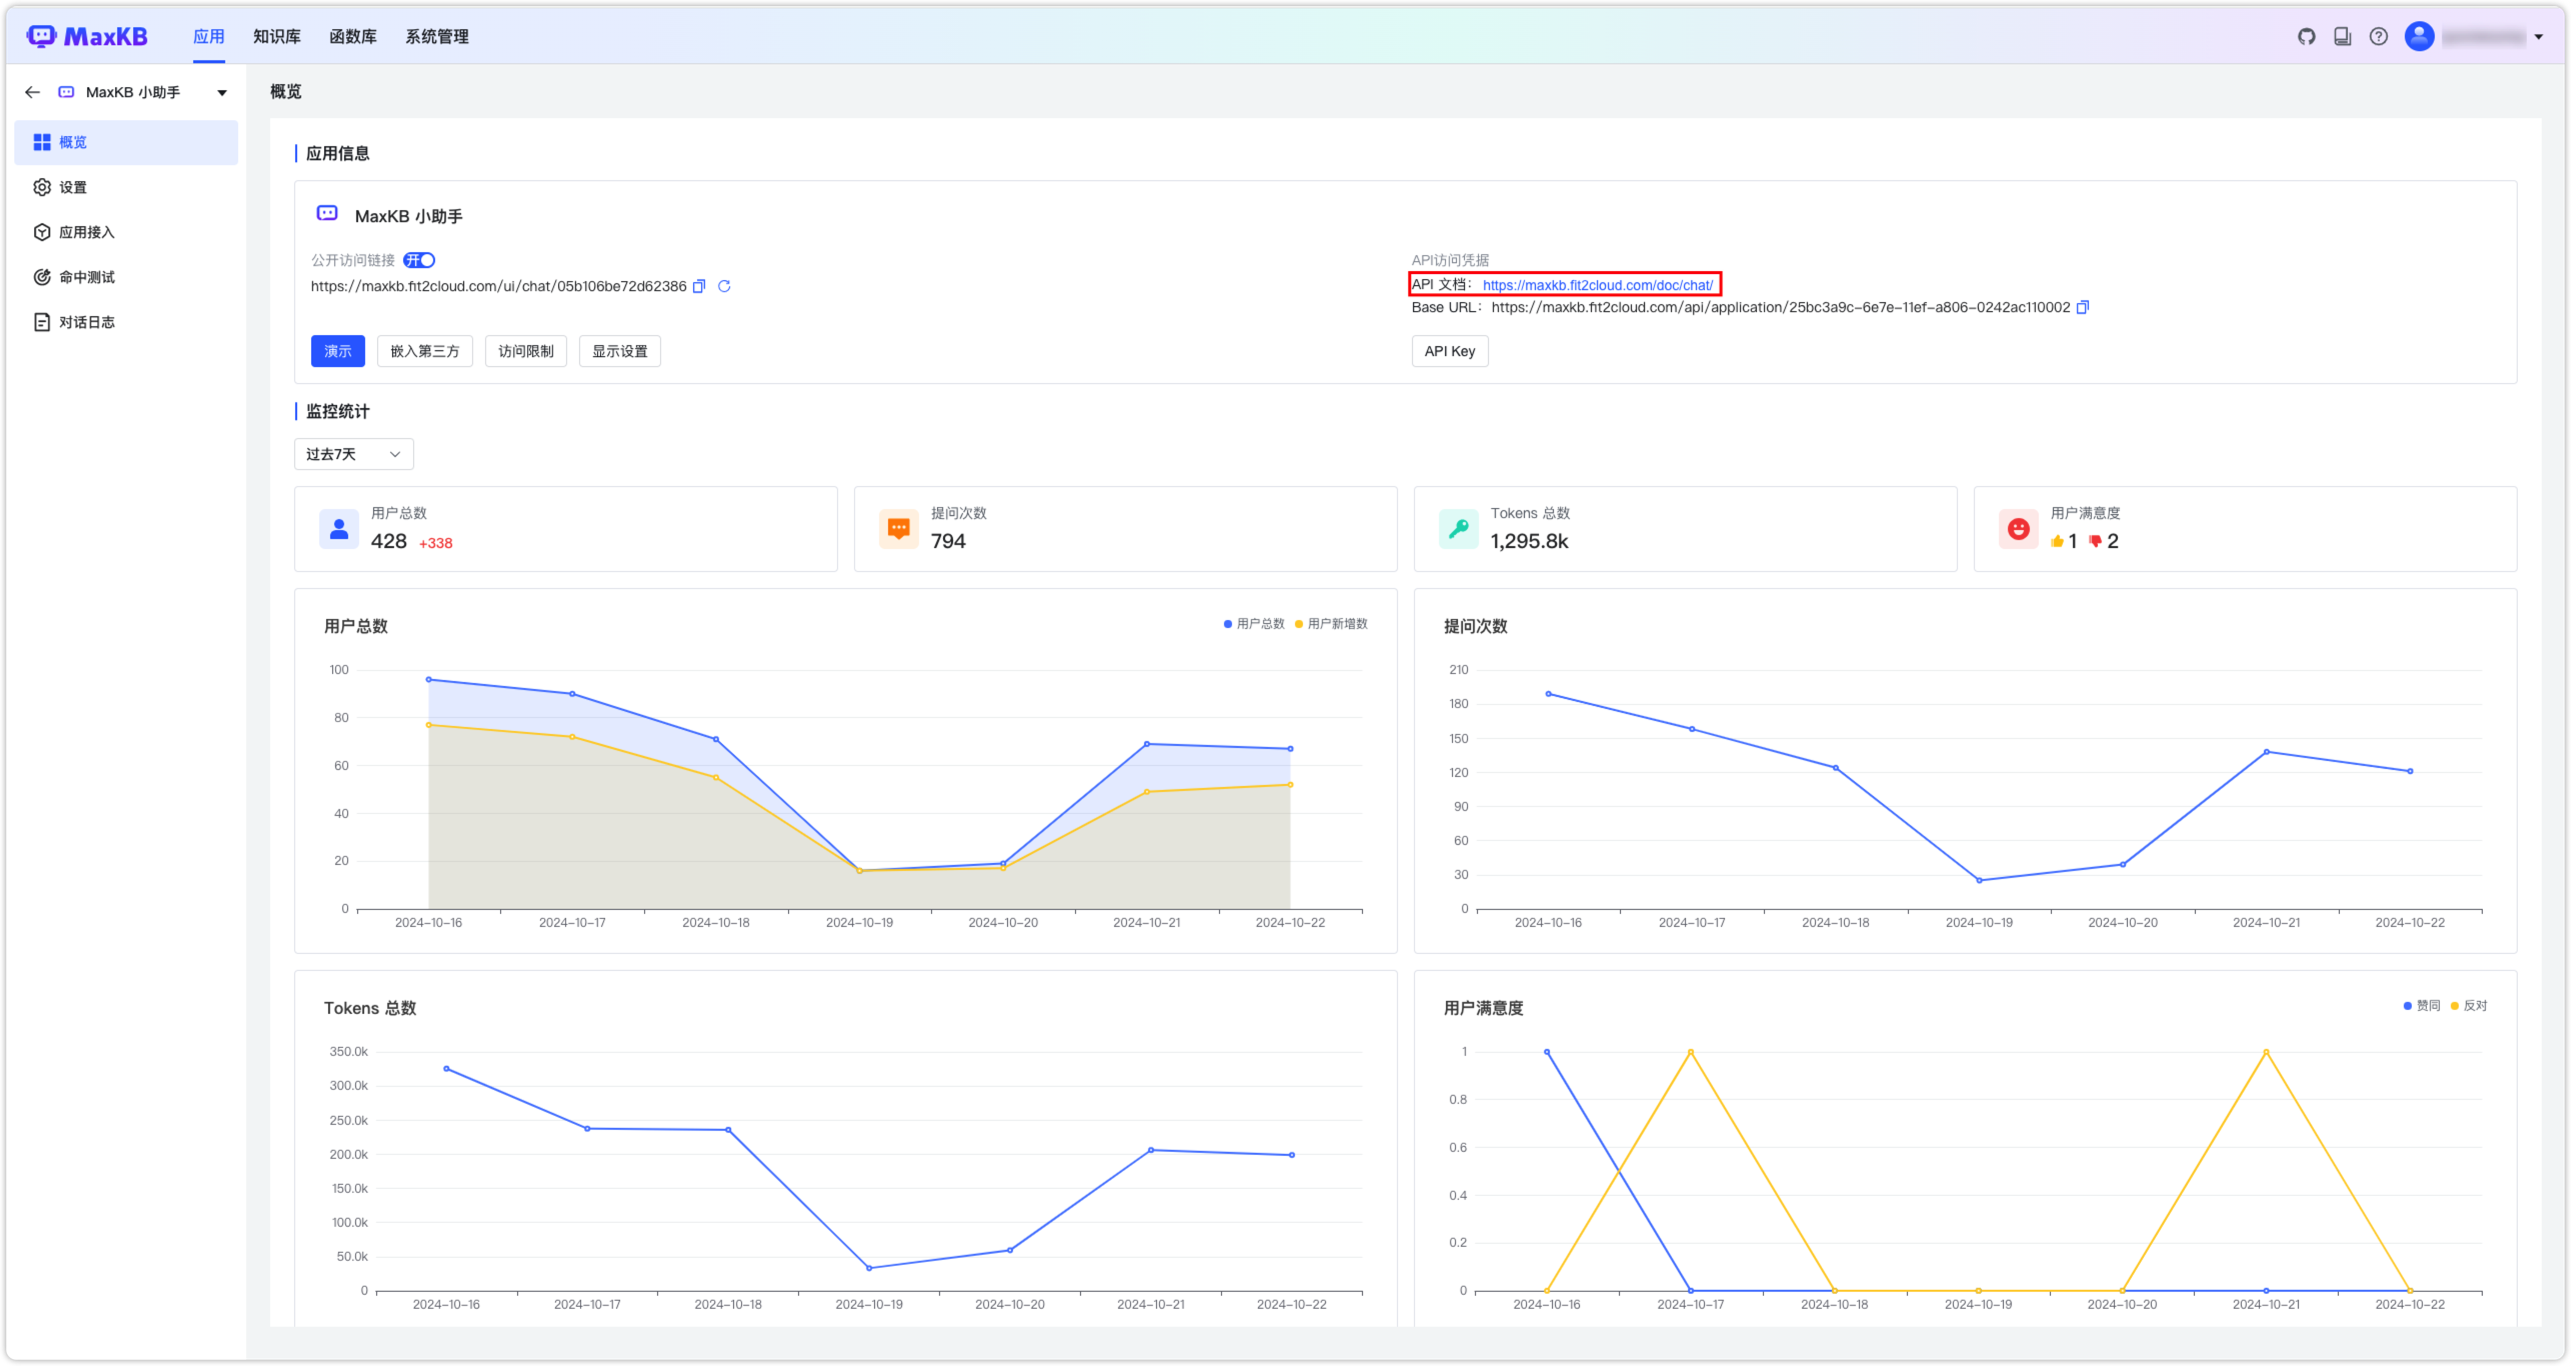 MaxKB 应用 知识库 函数库 系统管理
MaxKB 小助手
概览
设置
应用接入
命中测试
对话日志
概览
应用信息
MaxKB 小助手
公开访问链接 开
https://maxkb.fit2cloud.com/ui/chat/05b106be72d62386
演示 嵌入第三方 访问限制 显示设置
API访问凭据
API 文档： https://maxkb.fit2cloud.com/doc/chat/
Base URL： https://maxkb.fit2cloud.com/api/application/25bc3a9c-6e7e-11ef-a806-0242ac110002
API Key
监控统计
过去7天
用户总数
428 +338
提问次数
794
Tokens 总数
1,295.8k
用户满意度
1 2
用户总数
用户总数 用户新增数
100
80
60
40
20
0
2024-10-16 2024-10-17 2024-10-18 2024-10-19 2024-10-20 2024-10-21 2024-10-22
提问次数
210
180
150
120
90
60
30
0
2024-10-16 2024-10-17 2024-10-18 2024-10-19 2024-10-20 2024-10-21 2024-10-22
Tokens 总数
350.0k
300.0k
250.0k
200.0k
150.0k
100.0k
50.0k
0
2024-10-16 2024-10-17 2024-10-18 2024-10-19 2024-10-20 2024-10-21 2024-10-22
用户满意度
赞同 反对
1
0.8
0.6
0.4
0.2
0
2024-10-16 2024-10-17 2024-10-18 2024-10-19 2024-10-20 2024-10-21 2024-10-22